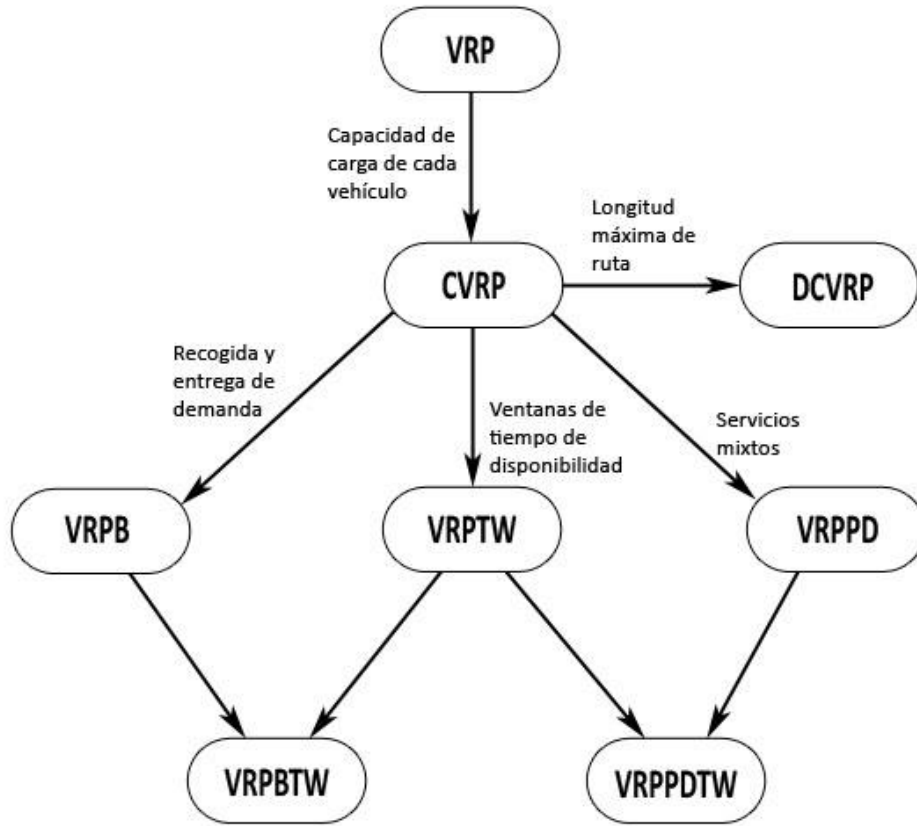 VRP
Capacidad de
carga de cada
vehículo
Longitud
máxima de
ruta
CVRP
DCVRP
Recogida y
entrega de
demanda
Ventanas de
tiempo de
disponibilidad
Servicios
mixtos
VRPB
VRPTW
VRPPD
VRPBTW
VRPPDTW